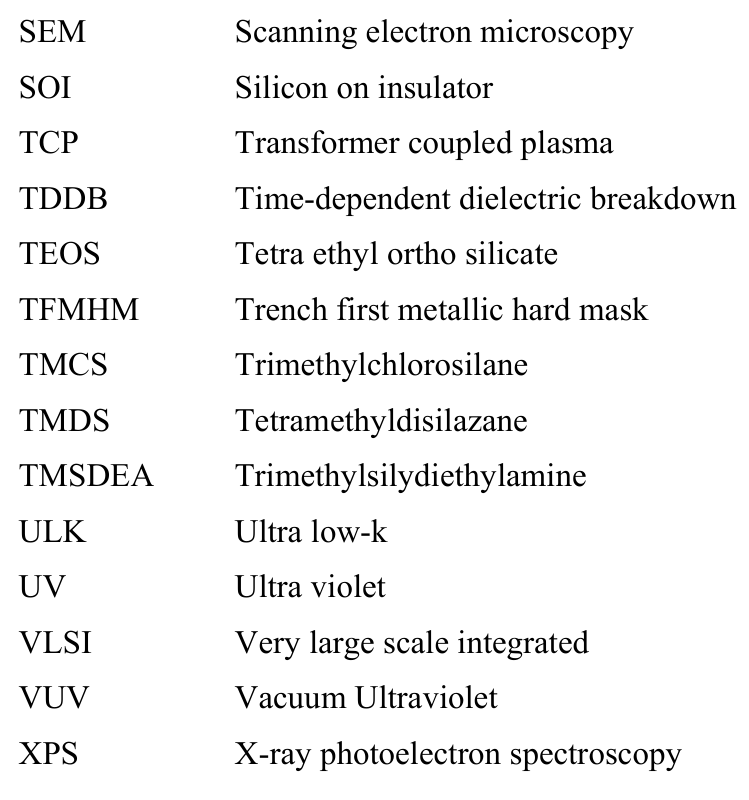 SEM Scanning electron microscopy
SOI Silicon on insulator
TCP Transformer coupled plasma
TDDB Time-dependent dielectric breakdown
TEOS Tetra ethyl ortho silicate
TFMHM Trench first metallic hard mask
TMCS Trimethylchlorosilane
TMDS Tetramethyldisilazane
TMSDEA Trimethylsilydiethylamine
ULK Ultra low-k
UV Ultra violet
VLSI Very large scale integrated
VUV Vacuum Ultraviolet
XPS X-ray photoelectron spectroscopy